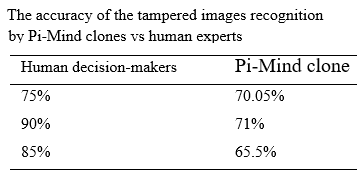 The accuracy of the tampered images recognition
by Pi-Mind clones vs human experts
Human decision-makers Pi-Mind clone
75% 70.05%
90% 71%
85% 65.5%